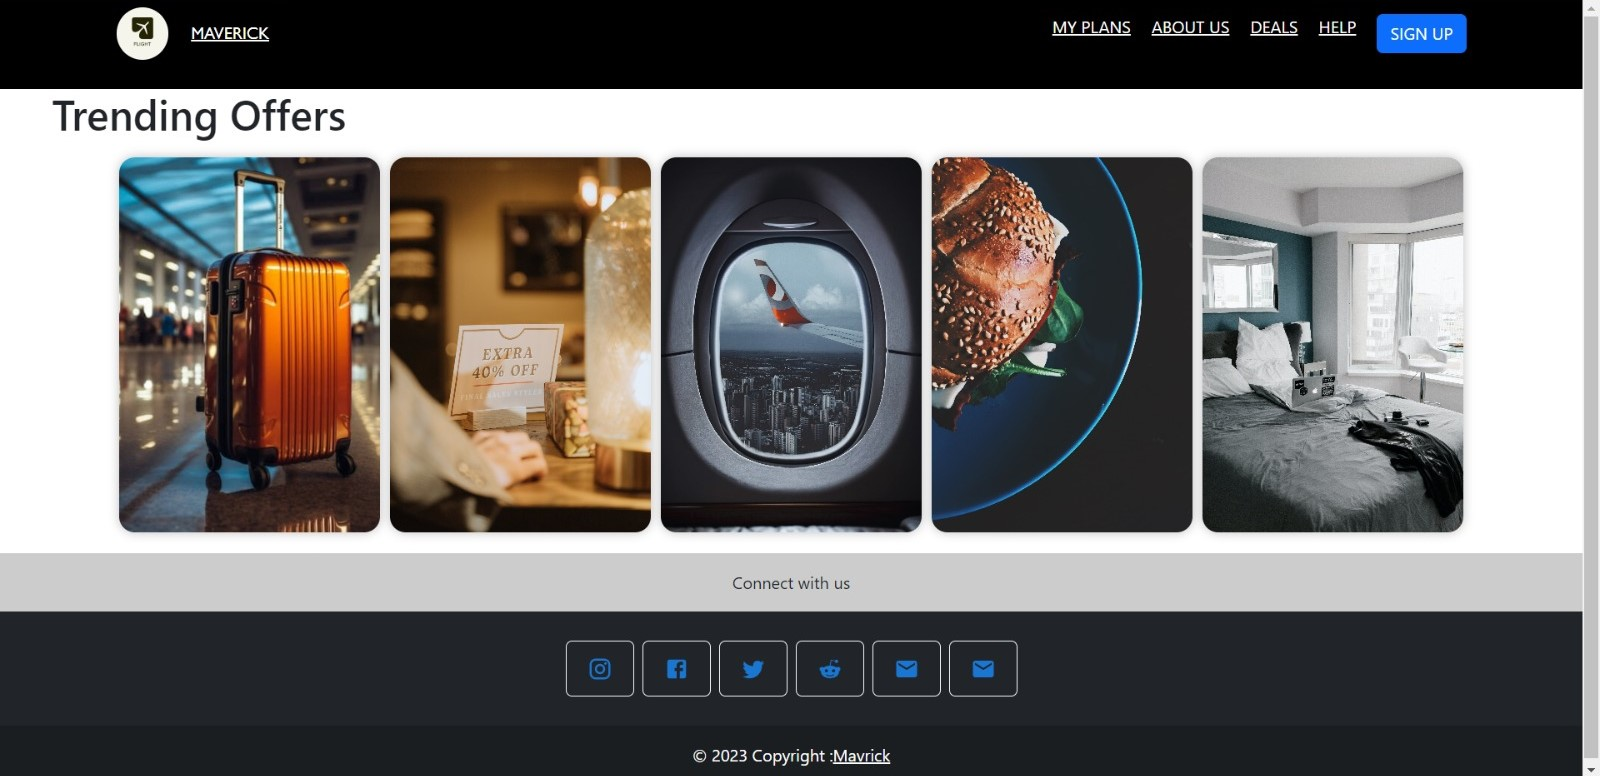 FLIGHT
MAVERICK
MY PLANS
ABOUT US
DEALS
HELP
SIGN UP
Trending Offers
EXTRA
40% OFF
Connect with us
© 2023 Copyright :Mavrick